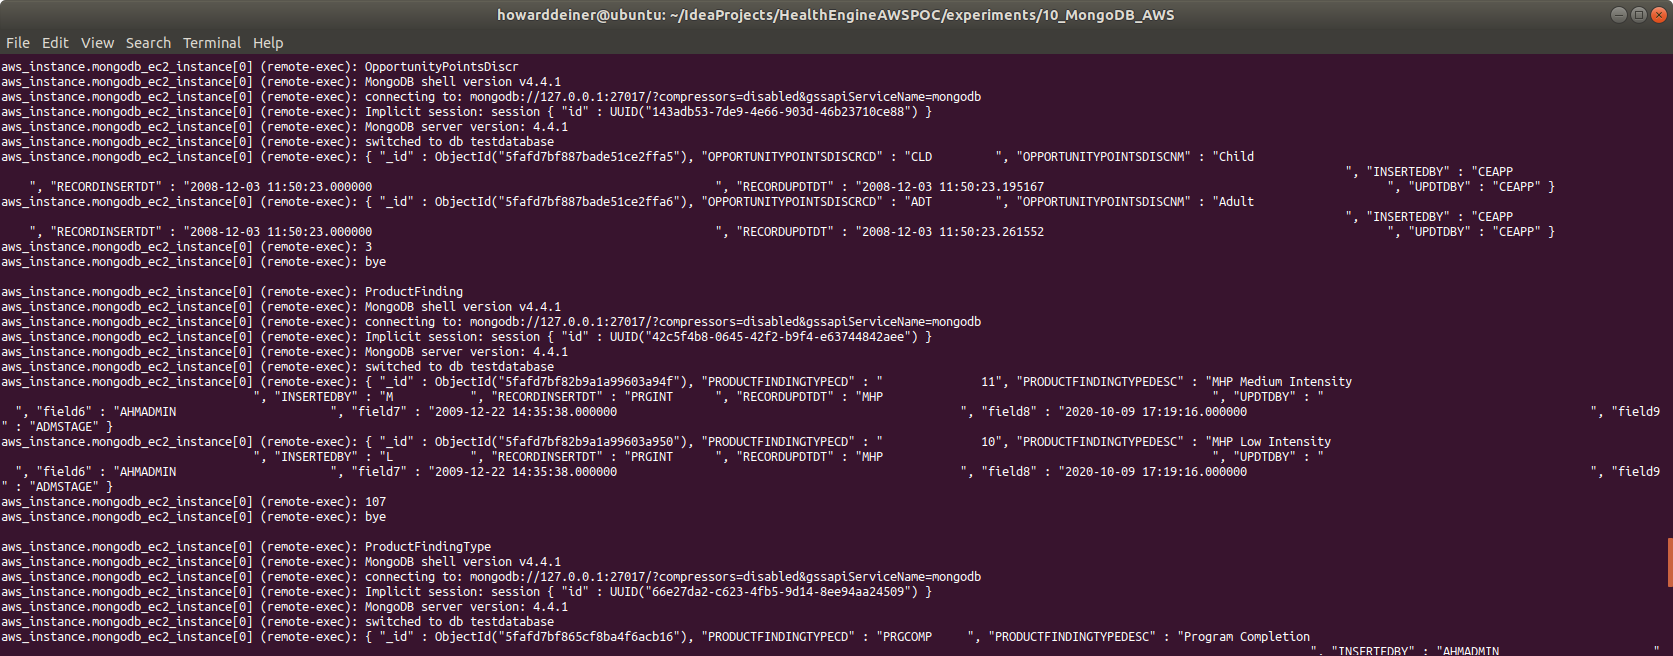 howarddeiner@ubuntu: ~/IdeaProjects/HealthEngineAWSPOC/experiments/10_MongoDB_AWS
File Edit View Search Terminal Help
aws_instance.mongodb_ec2_instance[0] (remote-exec): OpportunityPointsDiscr
aws_instance.mongodb_ec2_instance[0] (remote-exec): MongoDB shell version v4.4.1
aws_instance.mongodb_ec2_instance[0] (remote-exec): connecting to: mongodb://127.0.0.1:27017/?compressors=disabled&gssapiServiceName=mongodb
aws_instance.mongodb_ec2_instance[0] (remote-exec): Implicit session: session { "id" : UUID("143adb53-7de9-4e66-903d-46b23710ce88") }
aws_instance.mongodb_ec2_instance[0] (remote-exec): MongoDB server version: 4.4.1
aws_instance.mongodb_ec2_instance[0] (remote-exec): switched to db testdatabase
aws_instance.mongodb_ec2_instance[0] (remote-exec): { "_id" : ObjectId("5fafd7bf887bade51ce2ffa5"), "OPPORTUNITYPOINTSDISCRCD" : "CLD         ", "OPPORTUNITYPOINTSDISCNM" : "Child
", "INSERTEDBY" : "CEAPP
", "RECORDINSERTDT" : "2008-12-03 11:50:23.000000                                                 ", "RECORDUPDTDT" : "2008-12-03 11:50:23.195167                                                 ", "UPDTDBY" : "CEAPP" }
aws_instance.mongodb_ec2_instance[0] (remote-exec): { "_id" : ObjectId("5fafd7bf887bade51ce2ffa6"), "OPPORTUNITYPOINTSDISCRCD" : "ADT         ", "OPPORTUNITYPOINTSDISCNM" : "Adult
", "INSERTEDBY" : "CEAPP
", "RECORDINSERTDT" : "2008-12-03 11:50:23.000000                                                 ", "RECORDUPDTDT" : "2008-12-03 11:50:23.261552                                                 ", "UPDTDBY" : "CEAPP" }
aws_instance.mongodb_ec2_instance[0] (remote-exec): 3
aws_instance.mongodb_ec2_instance[0] (remote-exec): bye
aws_instance.mongodb_ec2_instance[0] (remote-exec): ProductFinding
aws_instance.mongodb_ec2_instance[0] (remote-exec): MongoDB shell version v4.4.1
aws_instance.mongodb_ec2_instance[0] (remote-exec): connecting to: mongodb://127.0.0.1:27017/?compressors=disabled&gssapiServiceName=mongodb
aws_instance.mongodb_ec2_instance[0] (remote-exec): Implicit session: session { "id" : UUID("42c5f4b8-0645-42f2-b9f4-e63744842aee") }
aws_instance.mongodb_ec2_instance[0] (remote-exec): MongoDB server version: 4.4.1
aws_instance.mongodb_ec2_instance[0] (remote-exec): switched to db testdatabase
aws_instance.mongodb_ec2_instance[0] (remote-exec): { "_id" : ObjectId("5fafd7bf82b9a1a99603a94f"), "PRODUCTFINDINGTYPECD" : "              11", "PRODUCTFINDINGTYPEDESC" : "MHP Medium Intensity
", "INSERTEDBY" : "M           ", "RECORDINSERTDT" : "PRGINT      ", "RECORDUPDTDT" : "MHP                                               ", "UPDTDBY" : "
", "field6" : "AHMADMIN                      ", "field7" : "2009-12-22 14:35:38.000000                                                 ", "field8" : "2020-10-09 17:19:16.000000                                                 ", "field9
" : "ADMSTAGE" }
aws_instance.mongodb_ec2_instance[0] (remote-exec): { "_id" : ObjectId("5fafd7bf82b9a1a99603a950"), "PRODUCTFINDINGTYPECD" : "              10", "PRODUCTFINDINGTYPEDESC" : "MHP Low Intensity
", "INSERTEDBY" : "L           ", "RECORDINSERTDT" : "PRGINT      ", "RECORDUPDTDT" : "MHP                                               ", "UPDTDBY" : "
", "field6" : "AHMADMIN                      ", "field7" : "2009-12-22 14:35:38.000000                                                 ", "field8" : "2020-10-09 17:19:16.000000                                                 ", "field9
" : "ADMSTAGE" }
aws_instance.mongodb_ec2_instance[0] (remote-exec): 107
aws_instance.mongodb_ec2_instance[0] (remote-exec): bye
aws_instance.mongodb_ec2_instance[0] (remote-exec): ProductFindingType
aws_instance.mongodb_ec2_instance[0] (remote-exec): MongoDB shell version v4.4.1
aws_instance.mongodb_ec2_instance[0] (remote-exec): connecting to: mongodb://127.0.0.1:27017/?compressors=disabled&gssapiServiceName=mongodb
aws_instance.mongodb_ec2_instance[0] (remote-exec): Implicit session: session { "id" : UUID("66e27da2-c623-4fb5-9d14-8ee94aa24509") }
aws_instance.mongodb_ec2_instance[0] (remote-exec): MongoDB server version: 4.4.1
aws_instance.mongodb_ec2_instance[0] (remote-exec): switched to db testdatabase
aws_instance.mongodb_ec2_instance[0] (remote-exec): { "_id" : ObjectId("5fafd7bf865cf8ba4f6acb16"), "PRODUCTFINDINGTYPECD" : "PRGCOMP     ", "PRODUCTFINDINGTYPEDESC" : "Program Completion
", "INSERTEDBY" : "AHMADMIN                      "